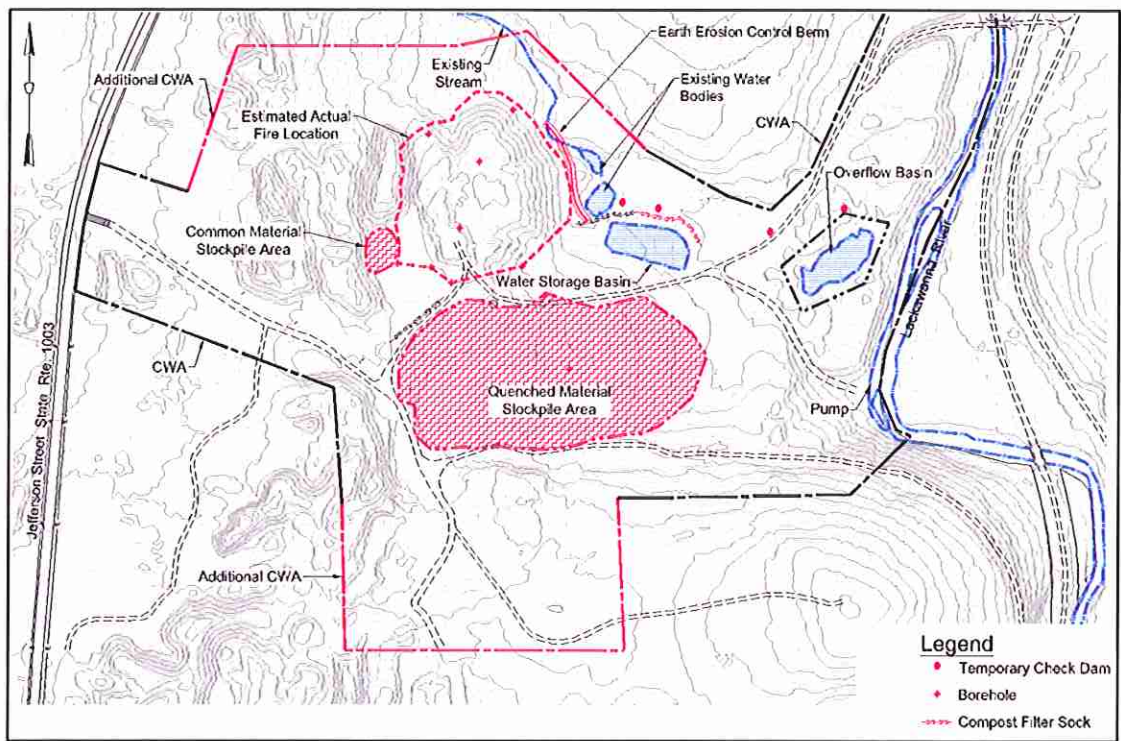 Existing
Stream
Earth Erosion Control Berm
Additional CWA
Existing Water
Bodies
Estimated Actual
Fire Location
CWA
Overflow Basin
Common Material
Stockpile Area
Water Storage Basin
Lackawanna River
Jefferson Street State Rte. 1003
CWA
Quenched Material
Stockpile Area
Pump
Additional CWA
Legend
Temporary Check Dam
Borehole
Compost Filter Sock